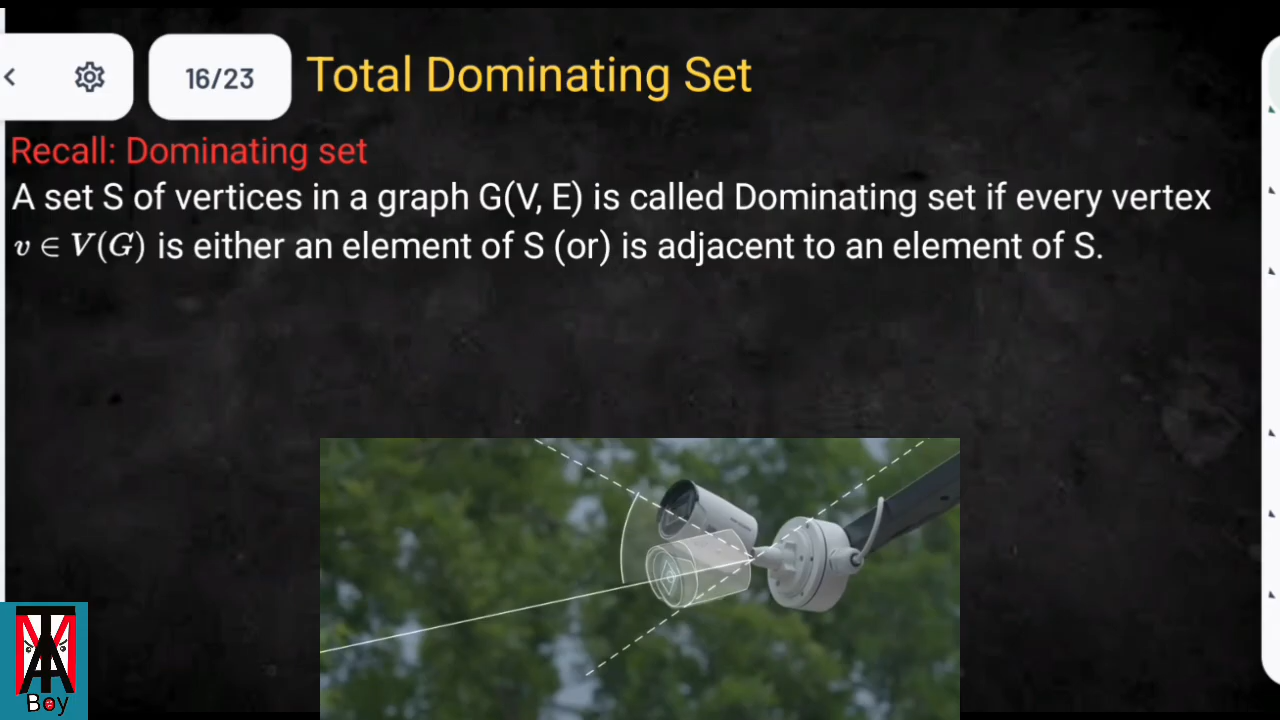 16/23
Total Dominating Set
Recall: Dominating set
A set S of vertices in a graph G(V, E) is called Dominating set if every vertex
v ∈ V(G) is either an element of S (or) is adjacent to an element of S.
Boy